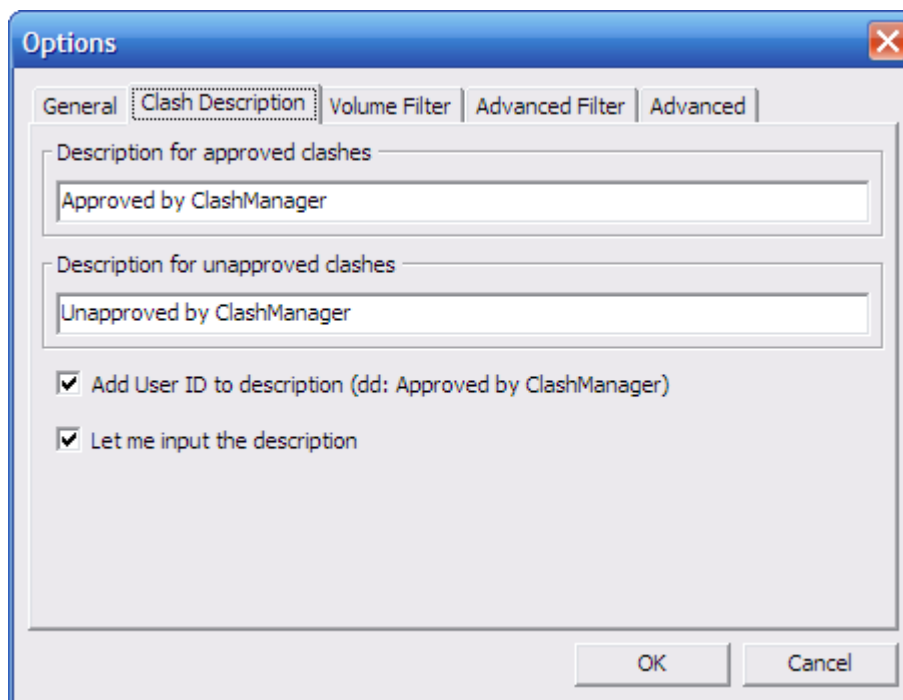 Options
General Clash Description Volume Filter Advanced Filter Advanced
Description for approved clashes
Approved by ClashManager
Description for unapproved clashes
Unapproved by ClashManager
Add User ID to description (dd: Approved by ClashManager)
Let me input the description
OK Cancel